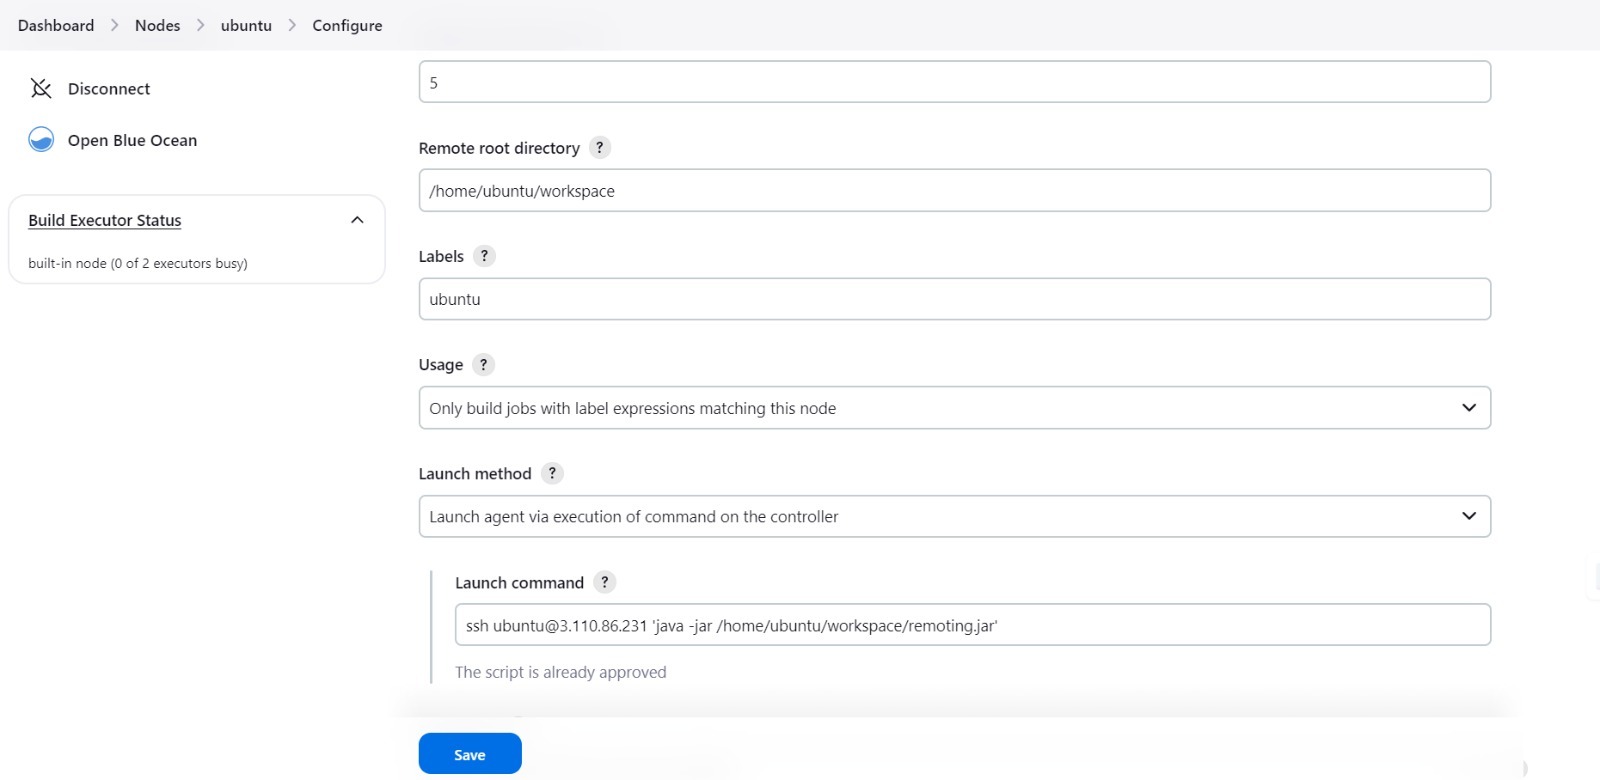 Dashboard > Nodes > ubuntu > Configure
Disconnect
Open Blue Ocean
Build Executor Status
built-in node (0 of 2 executors busy)
5
Remote root directory ?
/home/ubuntu/workspace
Labels ?
ubuntu
Usage ?
Only build jobs with label expressions matching this node
Launch method ?
Launch agent via execution of command on the controller
Launch command ?
ssh ubuntu@3.110.86.231 'java -jar /home/ubuntu/workspace/remoting.jar'
The script is already approved
Save